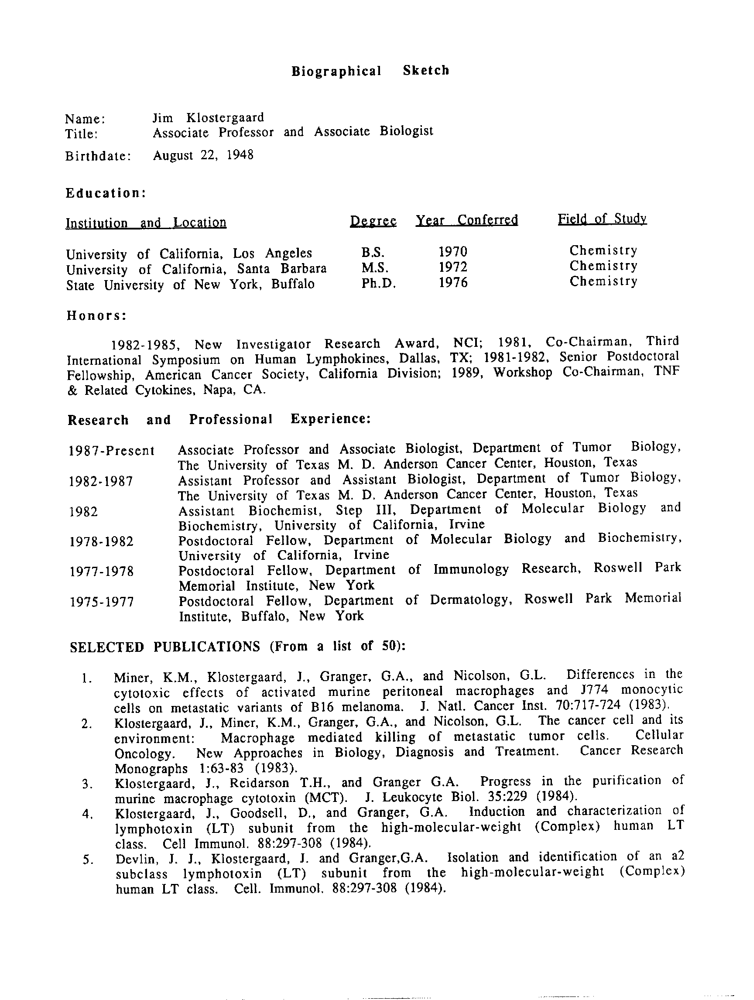 Biographical Sketch
Name: Jim Klostergaard
Title: Associate Professor and Associate Biologist
Birthdate: August 22, 1948
Education:
Institution and Location Degree Year Conferred Field of Study
University of California, Los Angeles B.S. 1970 Chemistry
University of California, Santa Barbara M.S. 1972 Chemistry
State University of New York, Buffalo Ph.D. 1976 Chemistry
Honors:
1982-1985, New Investigator Research Award, NCI; 1981, Co-Chairman, Third
International Symposium on Human Lymphokines, Dallas, TX; 1981-1982, Senior Postdoctoral
Fellowship, American Cancer Society, California Division; 1989, Workshop Co-Chairman, TNF
& Related Cytokines, Napa, CA.
Research and Professional Experience:
1987-Present Associate Professor and Associate Biologist, Department of Tumor Biology,
The University of Texas M. D. Anderson Cancer Center, Houston, Texas
1982-1987 Assistant Professor and Assistant Biologist, Department of Tumor Biology,
The University of Texas M. D. Anderson Cancer Center, Houston, Texas
1982 Assistant Biochemist, Step III, Department of Molecular Biology and
Biochemistry, University of California, Irvine
1978-1982 Postdoctoral Fellow, Department of Molecular Biology and Biochemistry,
University of California, Irvine
1977-1978 Postdoctoral Fellow, Department of Immunology Research, Roswell Park
Memorial Institute, New York
1975-1977 Postdoctoral Fellow, Department of Dermatology, Roswell Park Memorial
Institute, Buffalo, New York
SELECTED PUBLICATIONS (From a list of 50):
1. Miner, K.M., Klostergaard, J., Granger, G.A., and Nicolson, G.L. Differences in the
cytotoxic effects of activated murine peritoneal macrophages and J774 monocytic
cells on metastatic variants of B16 melanoma. J. Natl. Cancer Inst. 70:717-724 (1983).
2. Klostergaard, J., Miner, K.M., Granger, G.A., and Nicolson, G.L. The cancer cell and its
environment: Macrophage mediated killing of metastatic tumor cells. Cellular
Oncology. New Approaches in Biology, Diagnosis and Treatment. Cancer Research
Monographs 1:63-83 (1983).
3. Klostergaard, J., Reidarson T.H., and Granger G.A. Progress in the purification of
murine macrophage cytotoxin (MCT). J. Leukocyte Biol. 35:229 (1984).
4. Klostergaard, J., Goodsell, D., and Granger, G.A. Induction and characterization of
lymphotoxin (LT) subunit from the high-molecular-weight (Complex) human LT
class. Cell Immunol. 88:297-308 (1984).
5. Devlin, J. J., Klostergaard, J. and Granger,G.A. Isolation and identification of an a2
subclass lymphotoxin (LT) subunit from the high-molecular-weight (Complex)
human LT class. Cell. Immunol. 88:297-308 (1984).